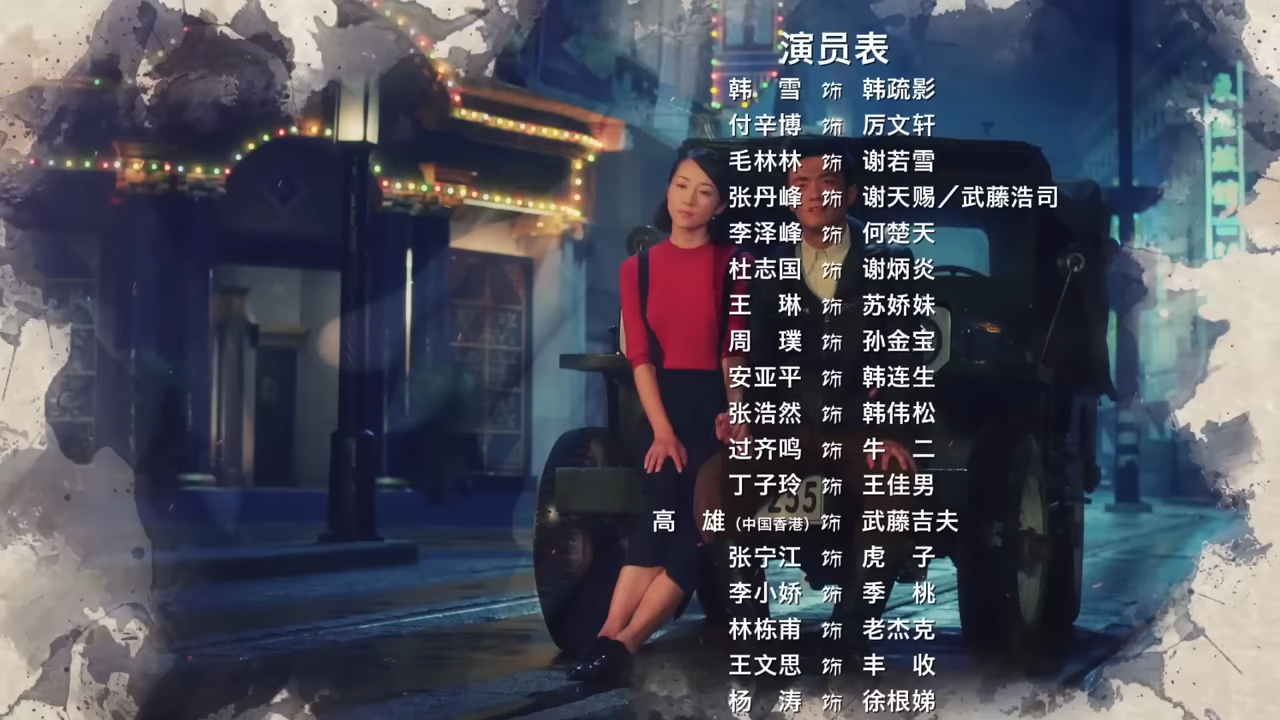 演员表
韩 雪 饰 韩疏影
付辛博 饰 厉文轩
毛林林 饰 谢若雪
张丹峰 饰 谢天赐／武藤浩司
李泽峰 饰 何楚天
杜志国 饰 谢炳炎
王 琳 饰 苏娇妹
周 璞 饰 孙金宝
安亚平 饰 韩连生
张浩然 饰 韩伟松
过齐鸣 饰 牛 二
丁子玲 饰 王佳男
高 雄（中国香港）饰 武藤吉夫
张宁江 饰 虎 子
李小娇 饰 季 桃
林栋甫 饰 老杰克
王文思 饰 丰 收
杨 涛 饰 徐根娣